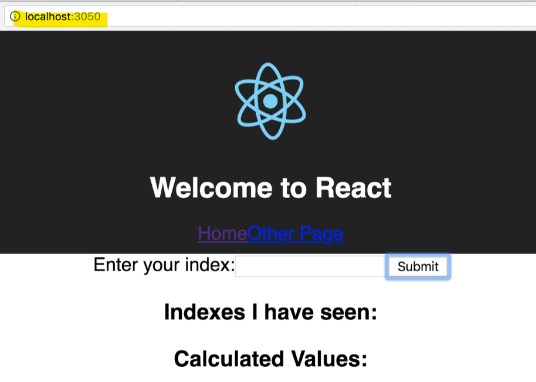 localhost:3050
Welcome to React
HomeOther Page
Enter your index: Submit
Indexes I have seen:
Calculated Values: